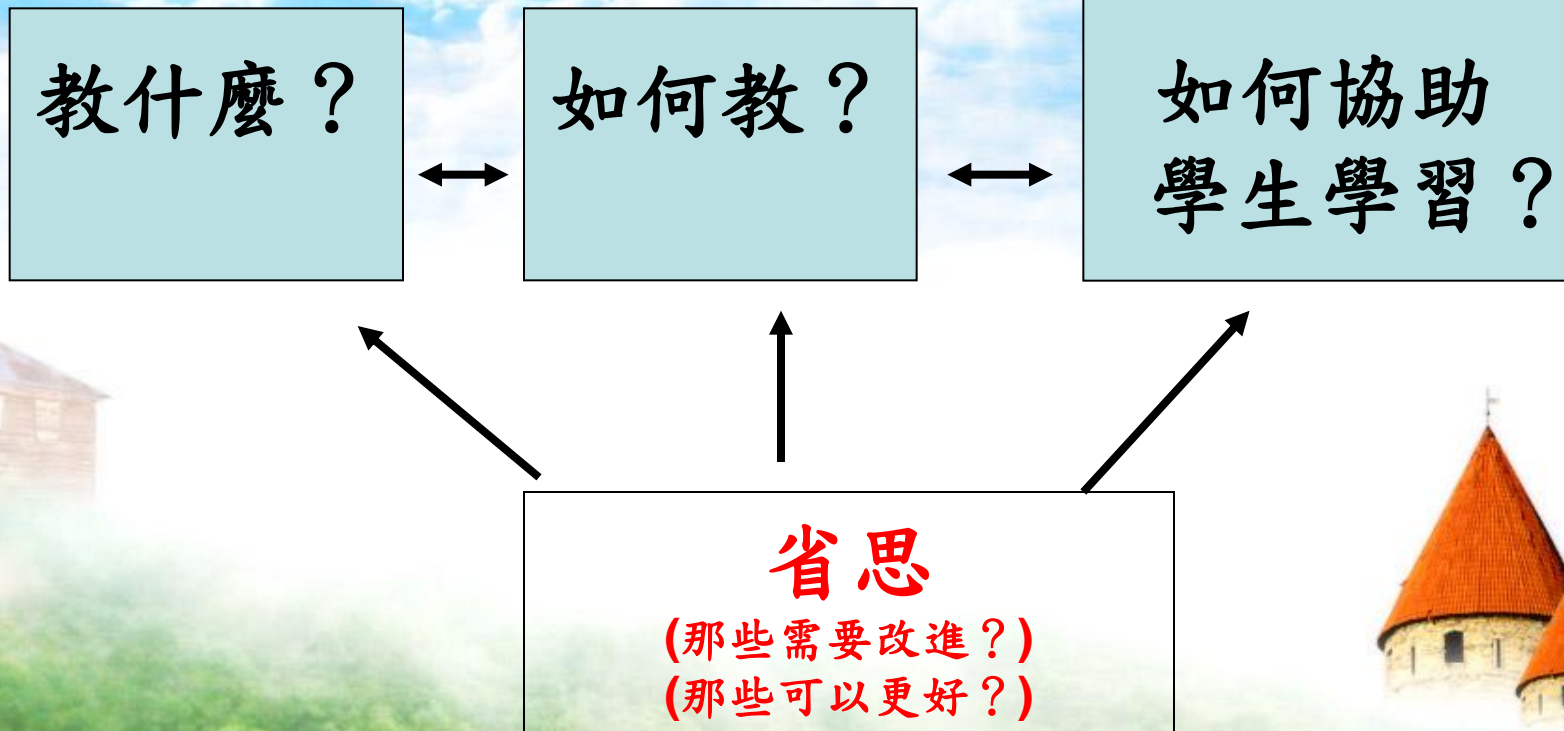 教什麼？
如何教？
如何協助
學生學習？
省思
(那些需要改進？)
(那些可以更好？)